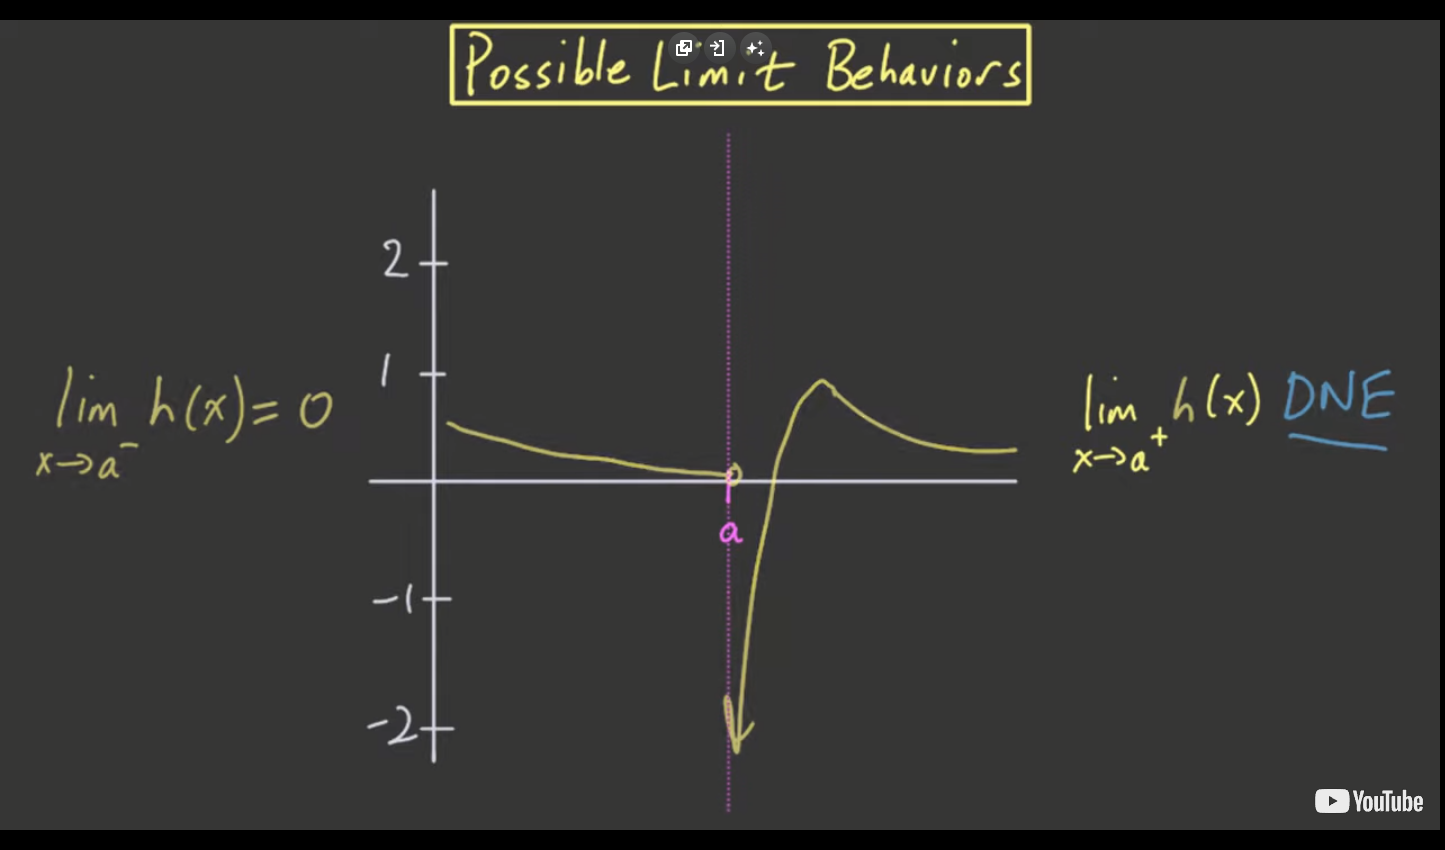 Possible Limit Behaviors
2
1
lim h(x) = 0
x→a⁻
lim h(x) DNE
x→a⁺
a
-1
-2
YouTube